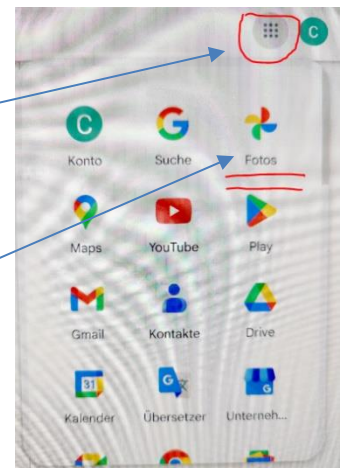 C
C
Konto Suche Fotos
Maps YouTube Play
Gmail Kontakte Drive
31 G
Kalender Übersetzer Unterneh...